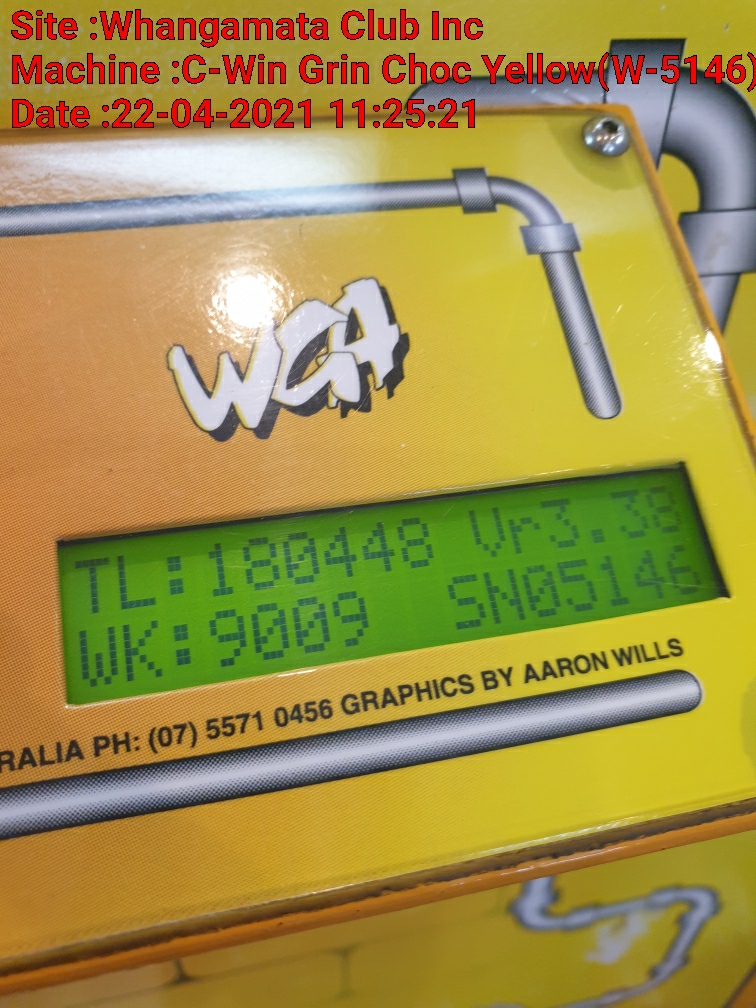 Site :Whangamata Club Inc
Machine :C-Win Grin Choc Yellow(W-5146)
Date :22-04-2021 11:25:21
WGA
TL:180448 Vr3.38
WK:9009 SN05146
RALIA PH: (07) 5571 0456 GRAPHICS BY AARON WILLS